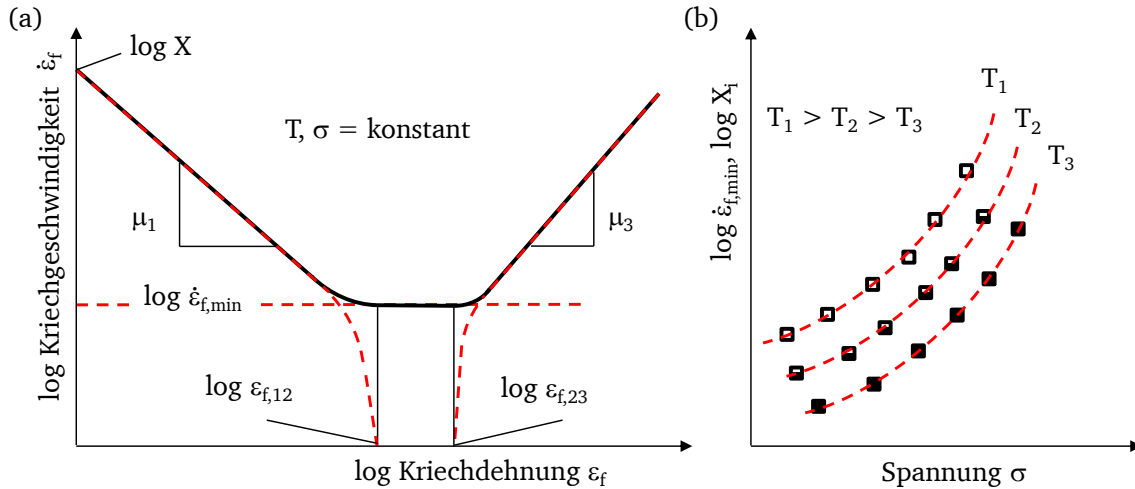 (a)
log Kriechgeschwindigkeit ε̇f
log X
T, σ = konstant
μ1
μ3
log ε̇f,min
log εf,12
log εf,23
log Kriechdehnung εf
(b)
log ε̇f,min, log Xi
T1 > T2 > T3
T1
T2
T3
Spannung σ